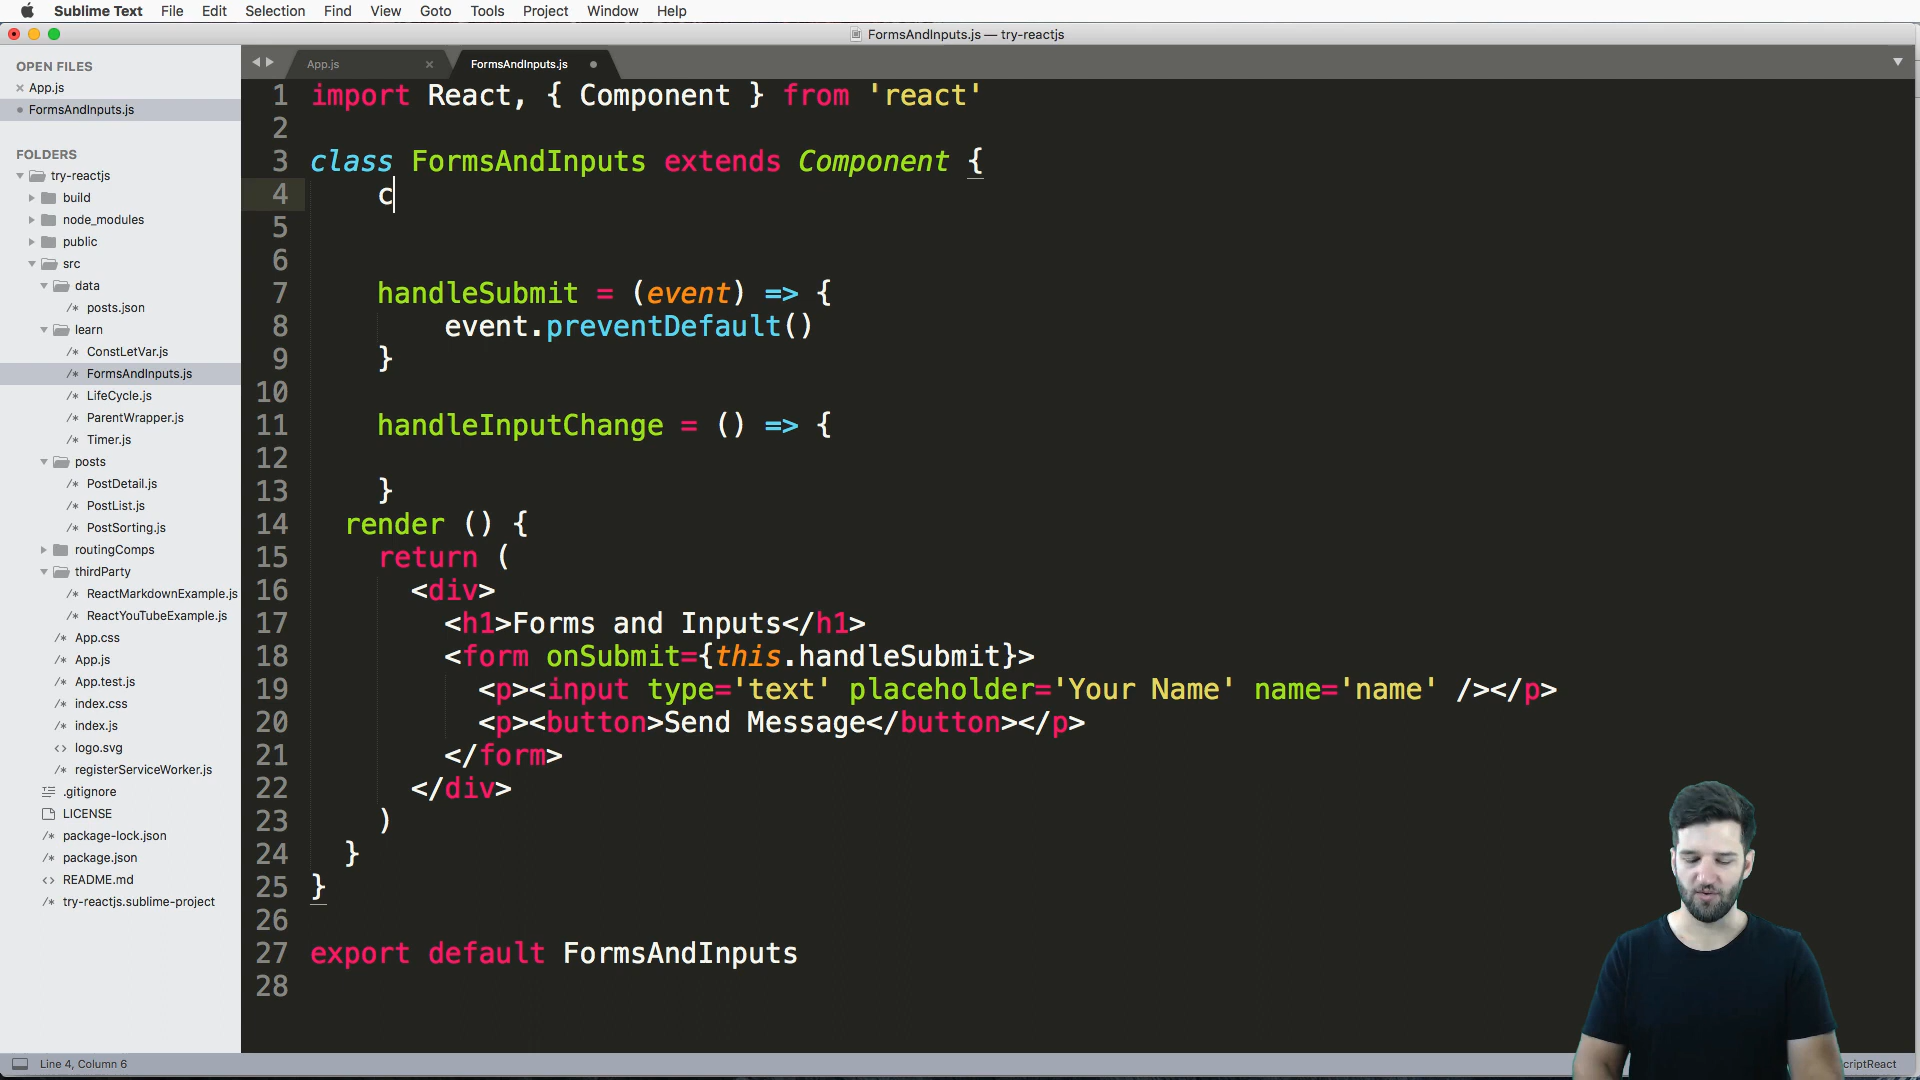 Sublime Text File Edit Selection Find View Goto Tools Project Window Help
FormsAndInputs.js — try-reactjs
OPEN FILES
App.js
FormsAndInputs.js
FOLDERS
try-reactjs
build
node_modules
public
src
data
/* posts.json
learn
/* ConstLetVar.js
/* FormsAndInputs.js
/* LifeCycle.js
/* ParentWrapper.js
/* Timer.js
posts
/* PostDetail.js
/* PostList.js
/* PostSorting.js
routingComps
thirdParty
/* ReactMarkdownExample.js
/* ReactYouTubeExample.js
/* App.css
/* App.js
/* App.test.js
/* index.css
/* index.js
<> logo.svg
/* registerServiceWorker.js
.gitignore
LICENSE
/* package-lock.json
/* package.json
<> README.md
/* try-reactjs.sublime-project
App.js FormsAndInputs.js
1 import React, { Component } from 'react'
2
3 class FormsAndInputs extends Component {
4 c
5
6
7 handleSubmit = (event) => {
8 event.preventDefault()
9 }
10
11 handleInputChange = () => {
12
13 }
14 render () {
15 return (
16 <div>
17 <h1>Forms and Inputs</h1>
18 <form onSubmit={this.handleSubmit}>
19 <p><input type='text' placeholder='Your Name' name='name' /></p>
20 <p><button>Send Message</button></p>
21 </form>
22 </div>
23 )
24 }
25 }
26
27 export default FormsAndInputs
28
Line 4, Column 6
criptReact